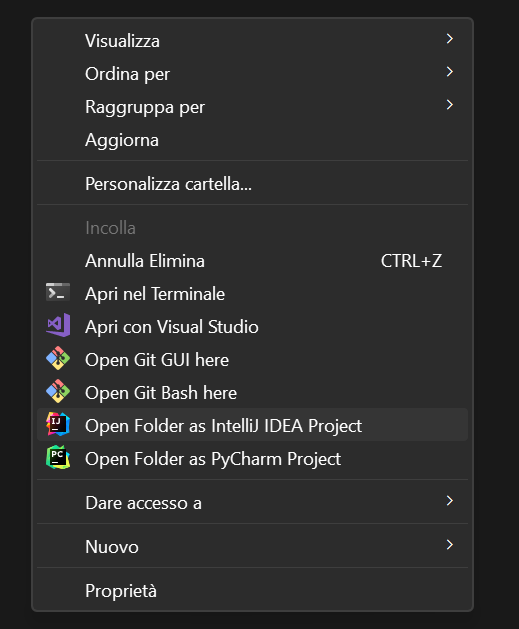 Visualizza
Ordina per
Raggruppa per
Aggiorna
Personalizza cartella...
Incolla
Annulla Elimina CTRL+Z
Apri nel Terminale
Apri con Visual Studio
Open Git GUI here
Open Git Bash here
IJ Open Folder as IntelliJ IDEA Project
PC Open Folder as PyCharm Project
Dare accesso a
Nuovo
Proprietà